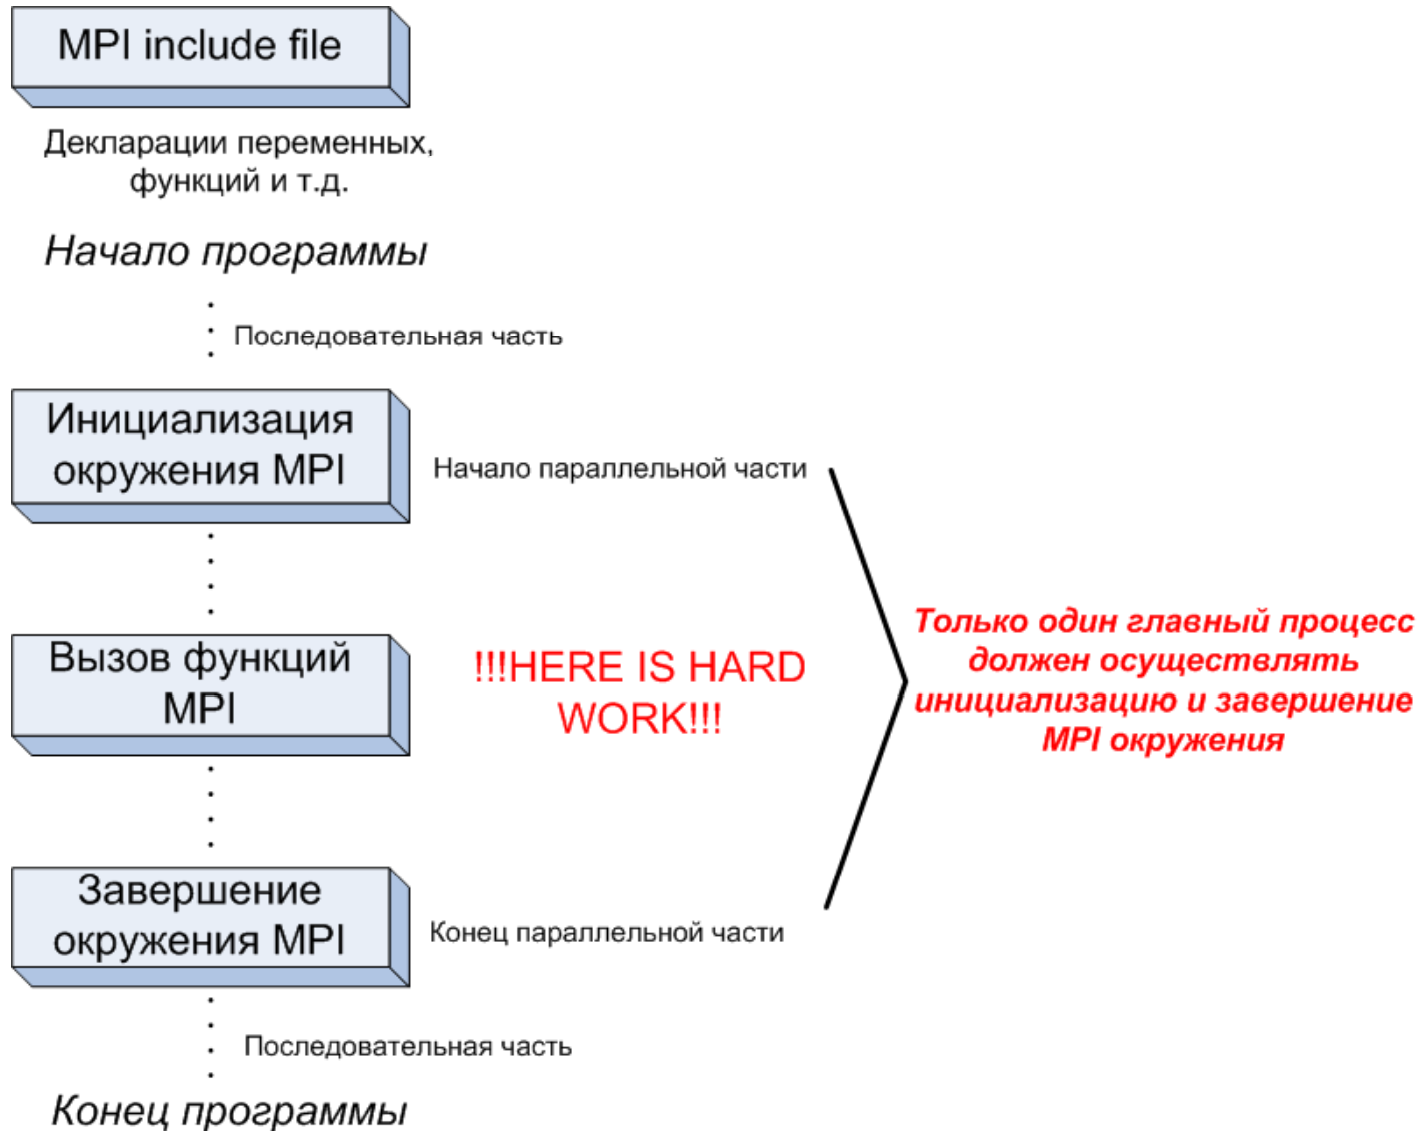 MPI include file
Декларации переменных,
функций и т.д.
Начало программы
Последовательная часть
Инициализация
окружения MPI
Начало параллельной части
Вызов функций
MPI
!!!HERE IS HARD
WORK!!!
Только один главный процесс
должен осуществлять
инициализацию и завершение
MPI окружения
Завершение
окружения MPI
Конец параллельной части
Последовательная часть
Конец программы